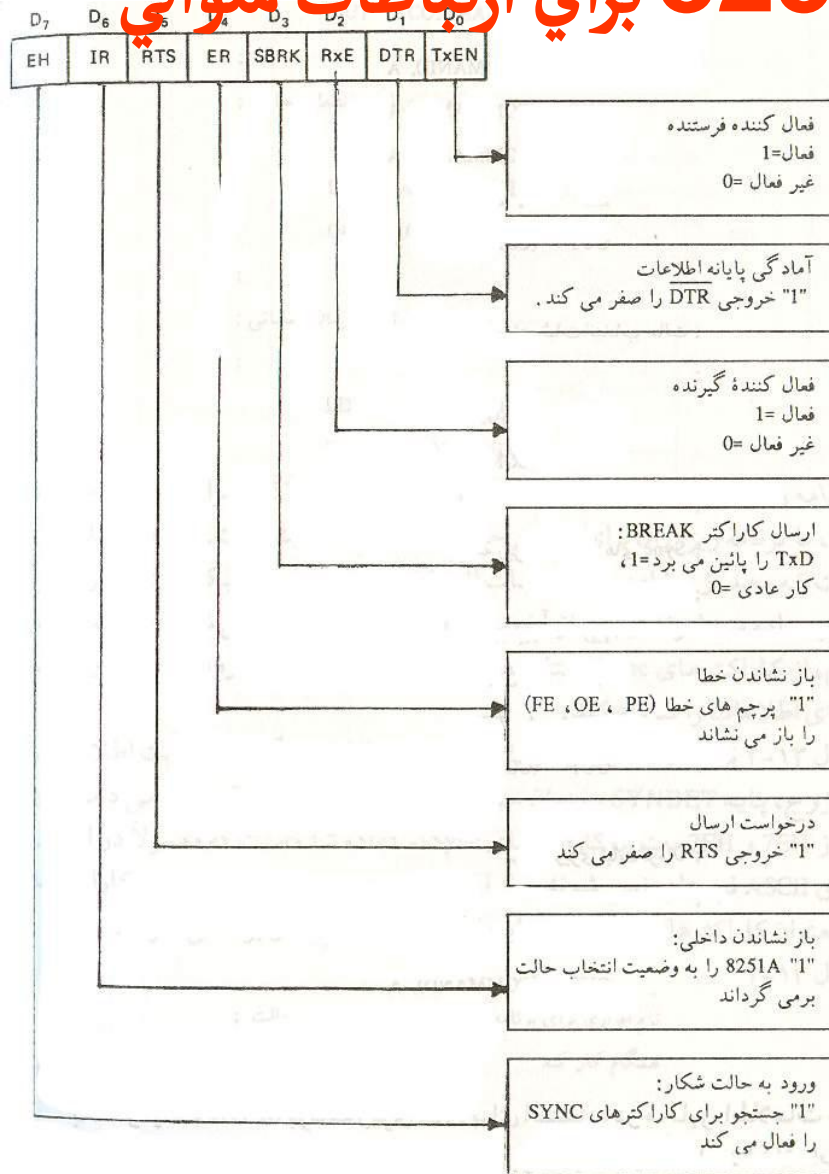 برای ارتباطات
D7 D6 D5 D4 D3 D2 D1 D0
EH IR RTS ER SBRK RxE DTR TxEN
فعال کننده فرستنده
فعال=1
غیر فعال =0
آمادگی پایانه اطلاعات
"1" خروجی DTR را صفر می کند .
فعال کنندۀ گیرنده
فعال =1
غیر فعال =0
ارسال کاراکتر BREAK:
TxD را پائین می برد=1،
کار عادی =0
باز نشاندن خطا
"1" پرچم های خطا (FE ،OE ، PE)
را باز می نشاند
درخواست ارسال
"1" خروجی RTS را صفر می کند
باز نشاندن داخلی:
"1" 8251A را به وضعیت انتخاب حالت
برمی گرداند
ورود به حالت شکار:
"1" جستجو برای کاراکترهای SYNC
را فعال می کند